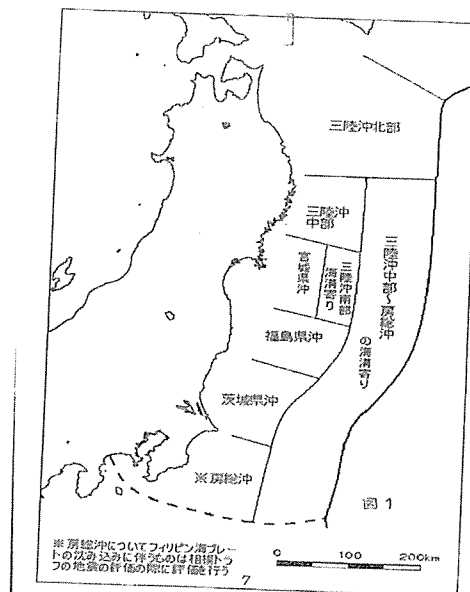 三陸沖北部
三陸沖
中部
宮城県沖
三陸沖南部
海溝寄り
三陸沖中部~房総沖
の海溝寄り
福島県沖
茨城県沖
※房総沖
図1
※房総沖についてフィリピン海プレー
トの沈み込みに伴うものは相模トラ
フの地震の評価の際に評価を行う
0 100 200km
7